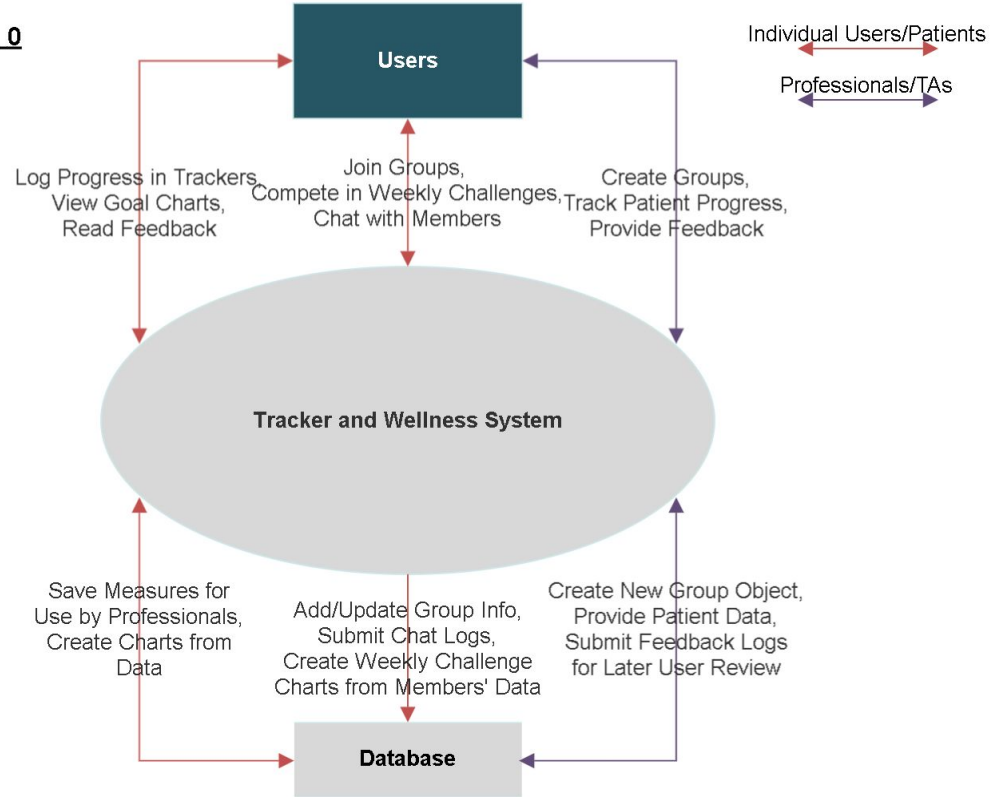 0
Individual Users/Patients
Professionals/TAs
Users
Log Progress in Trackers,
View Goal Charts,
Read Feedback
Join Groups,
Compete in Weekly Challenges,
Chat with Members
Create Groups,
Track Patient Progress,
Provide Feedback
Tracker and Wellness System
Save Measures for
Use by Professionals,
Create Charts from
Data
Add/Update Group Info,
Submit Chat Logs,
Create Weekly Challenge
Charts from Members' Data
Create New Group Object,
Provide Patient Data,
Submit Feedback Logs
for Later User Review
Database